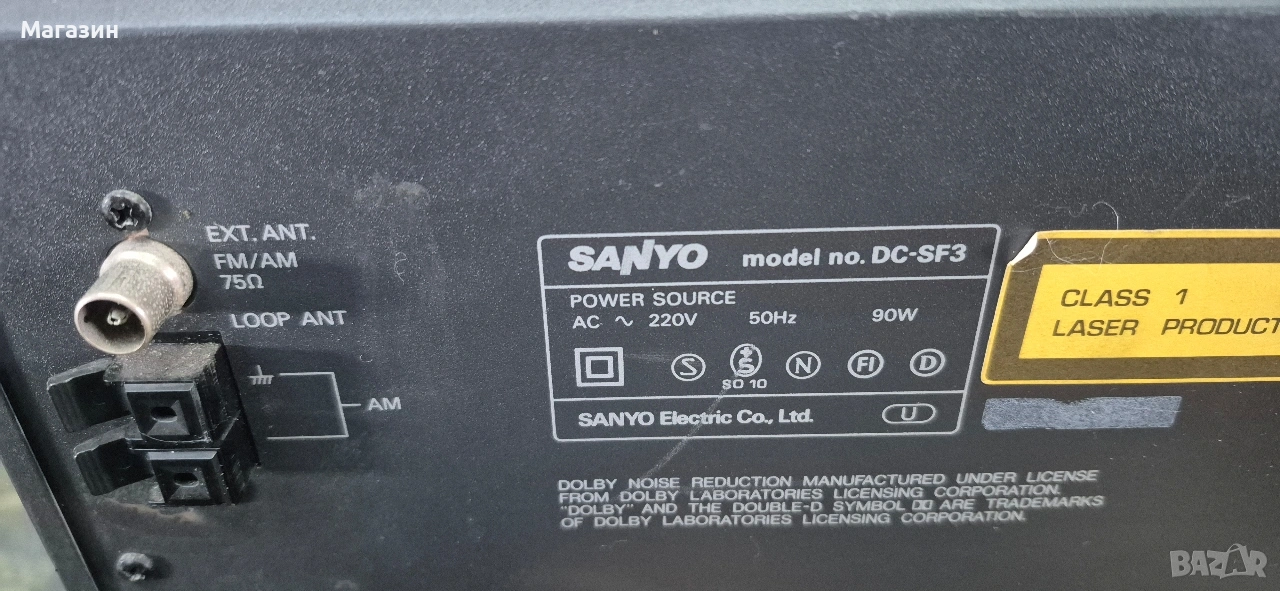 Магазин
EXT. ANT.
FM/AM
75Ω
LOOP ANT
AM
SANYO model no. DC-SF3
POWER SOURCE
AC ∿ 220V 50Hz 90W
S S N FI D
SO 10
SANYO Electric Co., Ltd. U
CLASS 1
LASER PRODUCT
DOLBY NOISE REDUCTION MANUFACTURED UNDER LICENSE
FROM DOLBY LABORATORIES LICENSING CORPORATION.
"DOLBY" AND THE DOUBLE-D SYMBOL ARE TRADEMARKS
OF DOLBY LABORATORIES LICENSING CORPORATION.
BAZAR